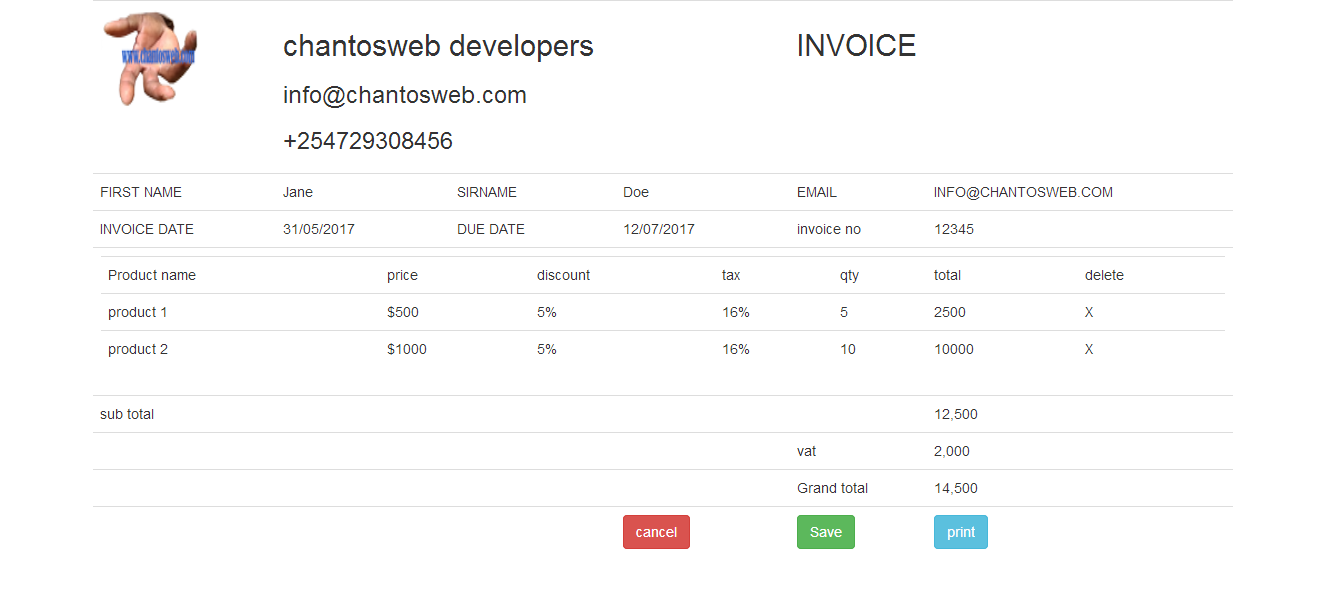 www.chantosweb.com
chantosweb developers INVOICE
info@chantosweb.com
+254729308456
FIRST NAME Jane SIRNAME Doe EMAIL INFO@CHANTOSWEB.COM
INVOICE DATE 31/05/2017 DUE DATE 12/07/2017 invoice no 12345
Product name price discount tax qty total delete
product 1 $500 5% 16% 5 2500 X
product 2 $1000 5% 16% 10 10000 X
sub total 12,500
vat 2,000
Grand total 14,500
cancel Save print